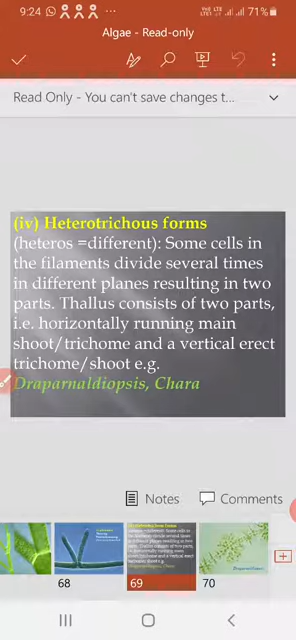 9:24
71%
Algae - Read-only
Read Only - You can't save changes t...
(iv) Heterotrichous forms
(heteros =different): Some cells in
the filaments divide several times
in different planes resulting in two
parts. Thallus consists of two parts,
i.e. horizontally running main
shoot/trichome and a vertical erect
trichome/shoot e.g.
Draparnaldiopsis, Chara
Notes
Comments
68
69
70